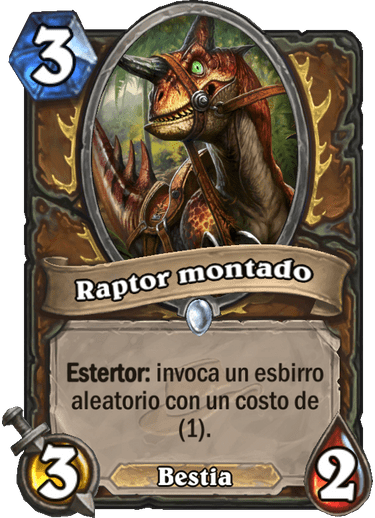 3
Raptor montado
Estertor: invoca un esbirro
aleatorio con un costo de
(1).
3
Bestia
2